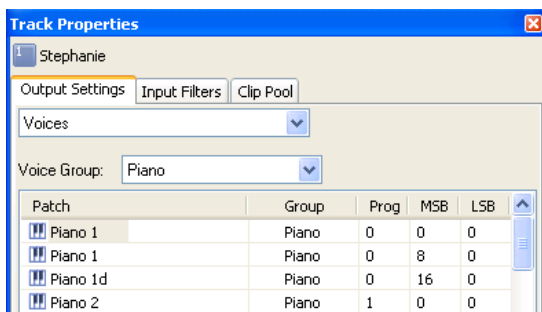 Track Properties
1 Stephanie
Output Settings Input Filters Clip Pool
Voices
Voice Group: Piano
Patch Group Prog MSB LSB
Piano 1 Piano 0 0 0
Piano 1 Piano 0 8 0
Piano 1d Piano 0 16 0
Piano 2 Piano 1 0 0